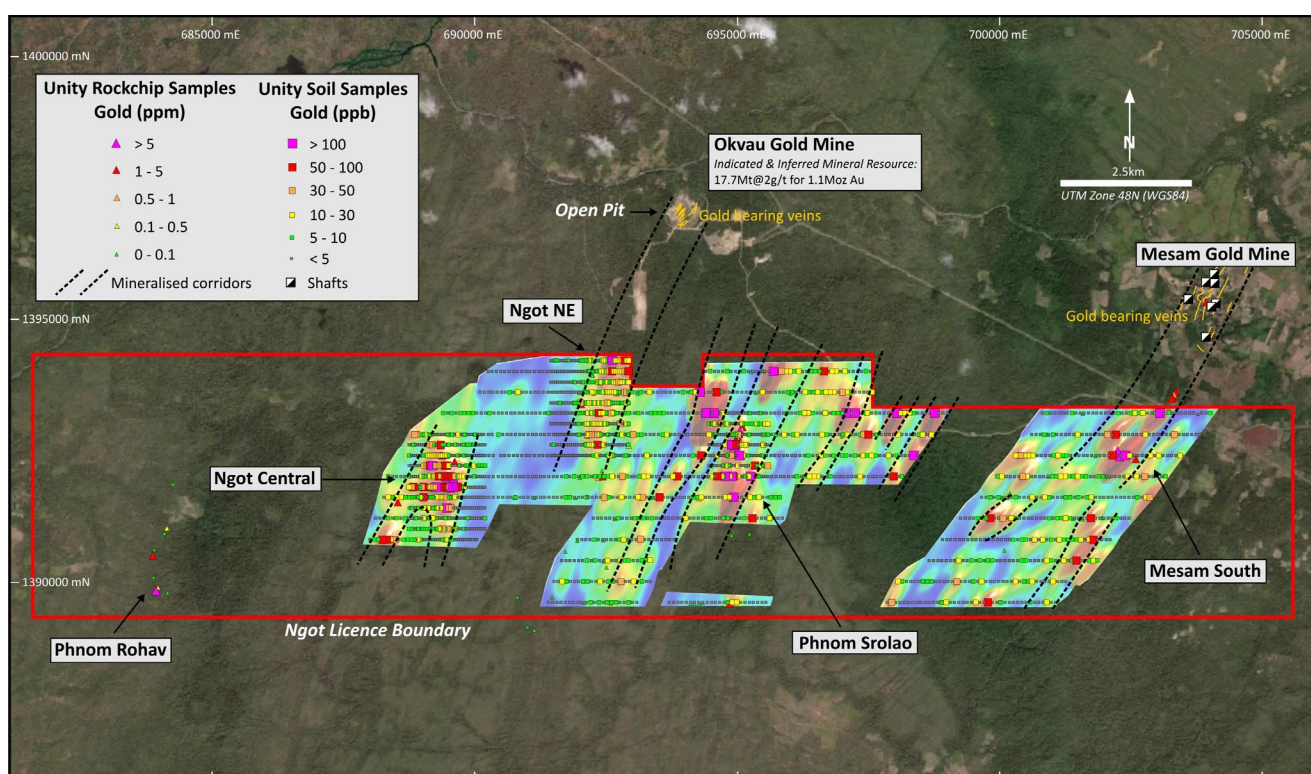 685000 mE
690000 mE
695000 mE
700000 mE
705000 mE
1400000 mN
1395000 mN
1390000 mN
Unity Rockchip Samples
Gold (ppm)
> 5
1 - 5
0.5 - 1
0.1 - 0.5
0 - 0.1
Mineralised corridors
Unity Soil Samples
Gold (ppb)
> 100
50 - 100
30 - 50
10 - 30
5 - 10
< 5
Shafts
Okvau Gold Mine
Indicated & Inferred Mineral Resource:
17.7Mt@2g/t for 1.1Moz Au
N
2.5km
UTM Zone 48N (WGS84)
Open Pit
Gold bearing veins
Mesam Gold Mine
Gold bearing veins
Ngot NE
Ngot Central
Mesam South
Phnom Srolao
Ngot Licence Boundary
Phnom Rohav